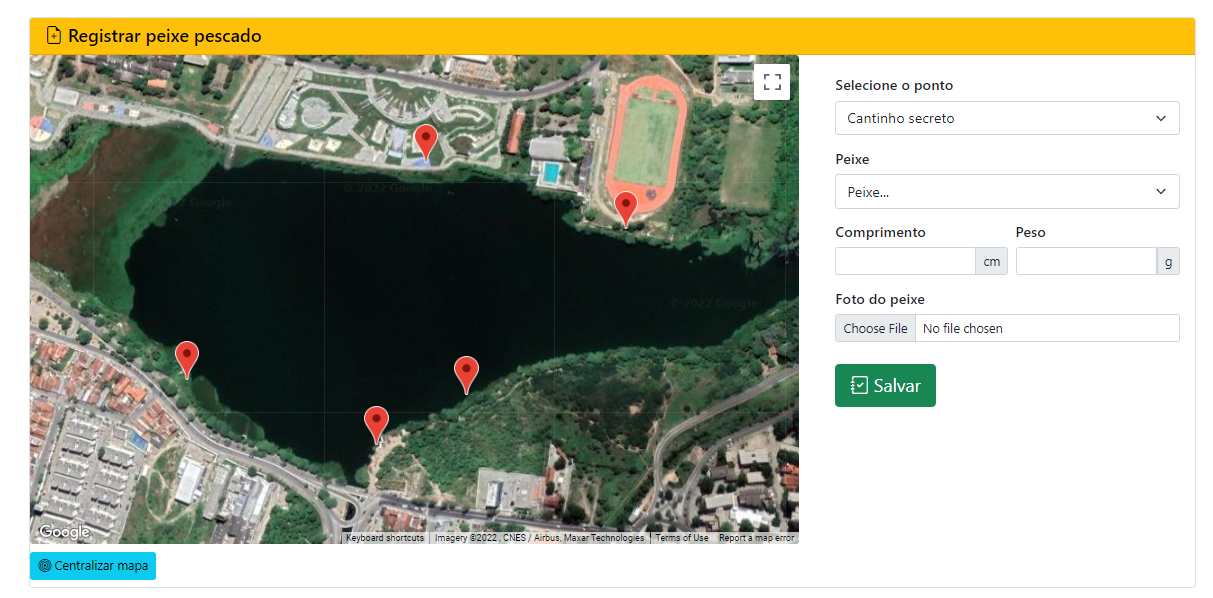 Registrar peixe pescado
© 2022 Google
2 Google
© 2022 Google
Google
Keyboard shortcuts
Imagery ©2022 , CNES / Airbus, Maxar Technologies
Terms of Use
Report a map error
Centralizar mapa
Selecione o ponto
Cantinho secreto
Peixe
Peixe...
Comprimento Peso
cm g
Foto do peixe
Choose File No file chosen
Salvar